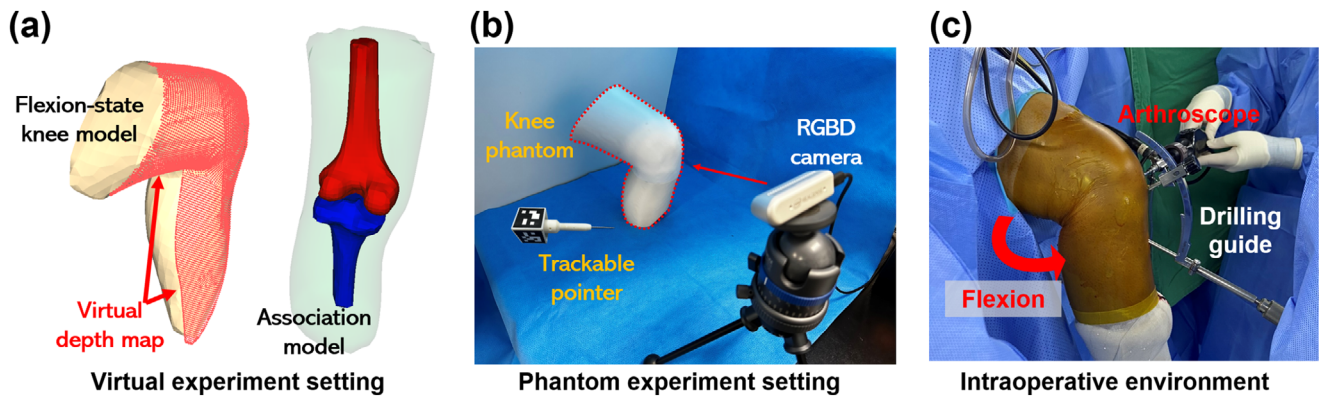 (a)
Flexion-state
knee model
Virtual
depth map
Association
model
Virtual experiment setting
(b)
Knee
phantom
RGBD
camera
Trackable
pointer
Phantom experiment setting
(c)
Arthroscope
Drilling
guide
Flexion
Intraoperative environment